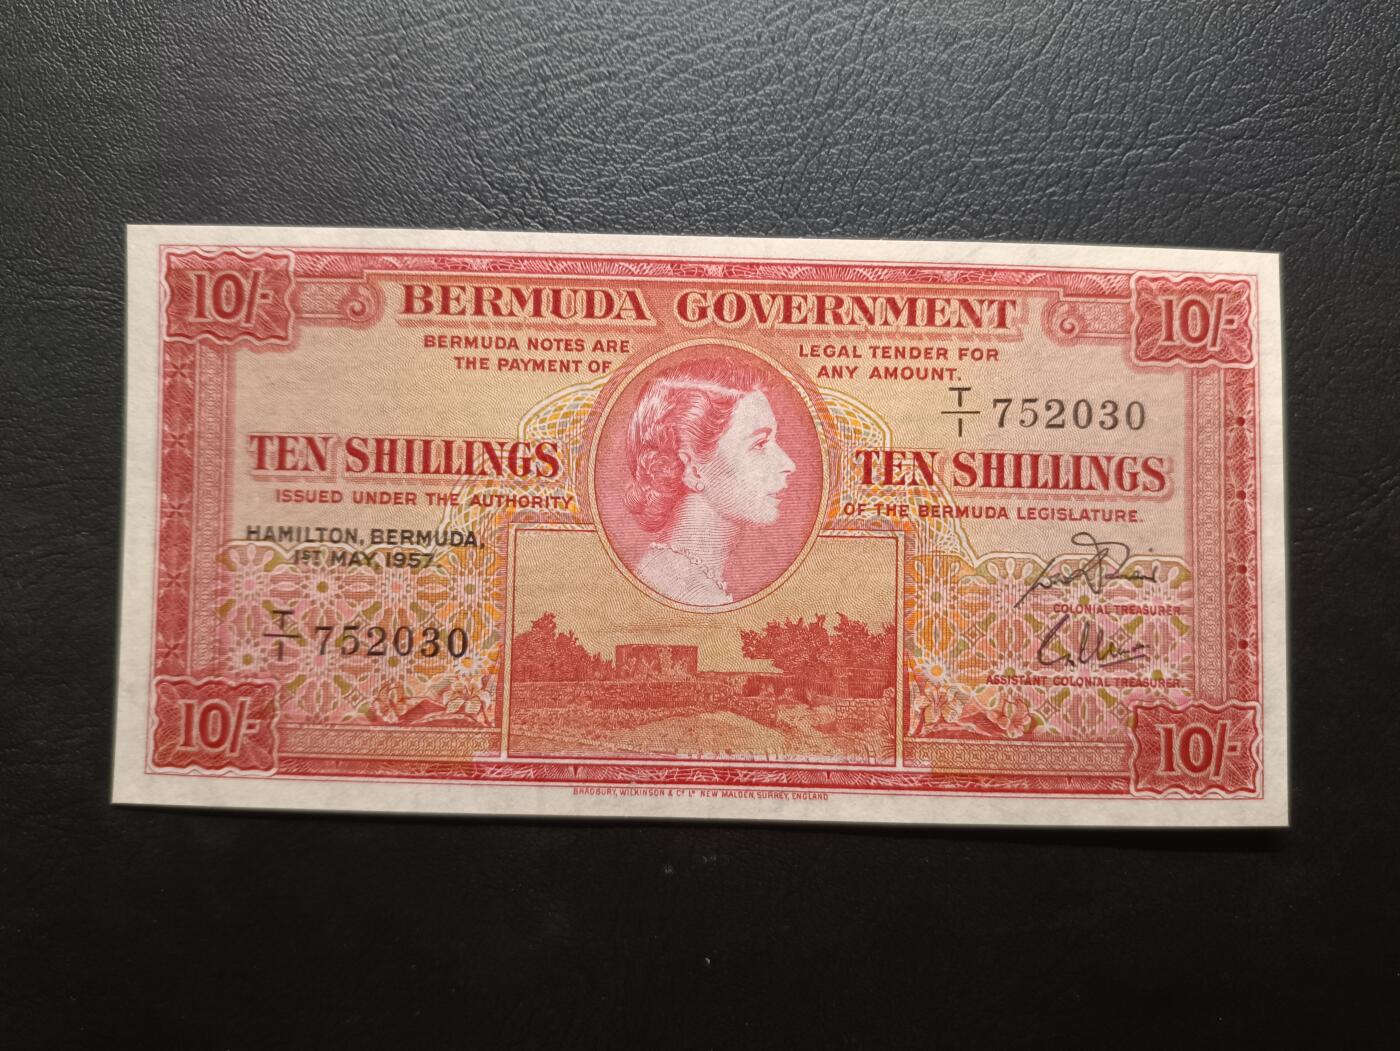 10/- 10/-
BERMUDA GOVERNMENT
BERMUDA NOTES ARE LEGAL TENDER FOR
THE PAYMENT OF ANY AMOUNT.
T/1 752030
TEN SHILLINGS TEN SHILLINGS
ISSUED UNDER THE AUTHORITY OF THE BERMUDA LEGISLATURE.
HAMILTON, BERMUDA,
1ST MAY, 1957.
COLONIAL TREASURER.
T/1 752030
ASSISTANT COLONIAL TREASURER.
10/- 10/-
BRADBURY, WILKINSON & Cº Lᴰ NEW MALDEN, SURREY, ENGLAND